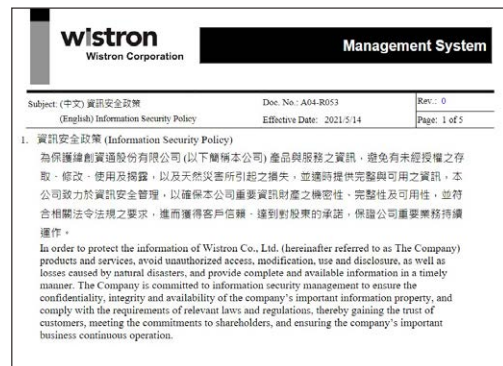 wistron
Wistron Corporation
Management System
Subject: (中文) 資訊安全政策
(English) Information Security Policy
Doc. No.: A04-R053
Effective Date: 2021/5/14
Rev.: 0
Page: 1 of 5
1. 資訊安全政策 (Information Security Policy)
為保護緯創資通股份有限公司 (以下簡稱本公司) 產品與服務之資訊，避免有未經授權之存
取、修改、使用及揭露，以及天然災害所引起之損失，並適時提供完整與可用之資訊，本
公司致力於資訊安全管理，以確保本公司重要資訊財產之機密性、完整性及可用性，並符
合相關法令法規之要求，進而獲得客戶信賴，達到對股東的承諾，保證公司重要業務持續
運作。
In order to protect the information of Wistron Co., Ltd. (hereinafter referred to as The Company)
products and services, avoid unauthorized access, modification, use and disclosure, as well as
losses caused by natural disasters, and provide complete and available information in a timely
manner. The Company is committed to information security management to ensure the
confidentiality, integrity and availability of the company's important information property, and
comply with the requirements of relevant laws and regulations, thereby gaining the trust of
customers, meeting the commitments to shareholders, and ensuring the company's important
business continuous operation.